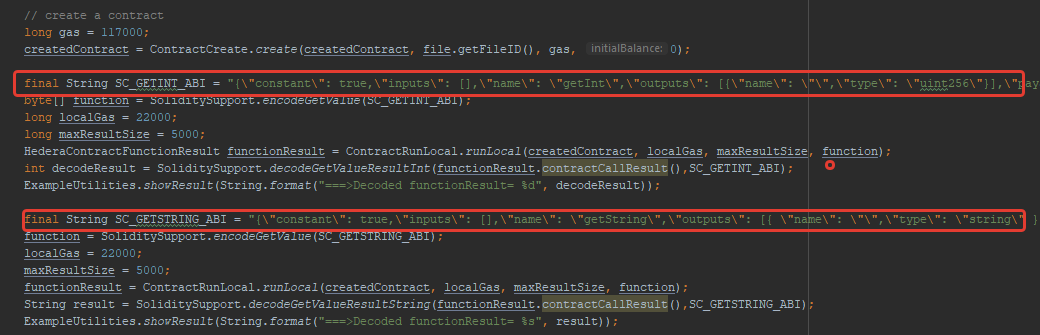 // create a contract
long gas = 117000;
createdContract = ContractCreate.create(createdContract, file.getFileID(), gas, initialBalance: 0);
final String SC_GETINT_ABI = "{\"constant\": true,\"inputs\": [],\"name\": \"getInt\",\"outputs\": [{\"name\": \"\",\"type\": \"uint256\"}],\"pay
byte[] function = SoliditySupport.encodeGetValue(SC_GETINT_ABI);
long localGas = 22000;
long maxResultSize = 5000;
HederaContractFunctionResult functionResult = ContractRunLocal.runLocal(createdContract, localGas, maxResultSize, function);
int decodeResult = SoliditySupport.decodeGetValueResultInt(functionResult.contractCallResult(),SC_GETINT_ABI);
ExampleUtilities.showResult(String.format("===>Decoded functionResult= %d", decodeResult));
final String SC_GETSTRING_ABI = "{\"constant\": true,\"inputs\": [],\"name\": \"getString\",\"outputs\": [{ \"name\": \"\",\"type\": \"string\" }
function = SoliditySupport.encodeGetValue(SC_GETSTRING_ABI);
localGas = 22000;
maxResultSize = 5000;
functionResult = ContractRunLocal.runLocal(createdContract, localGas, maxResultSize, function);
String result = SoliditySupport.decodeGetValueResultString(functionResult.contractCallResult(),SC_GETSTRING_ABI);
ExampleUtilities.showResult(String.format("===>Decoded functionResult= %s", result));